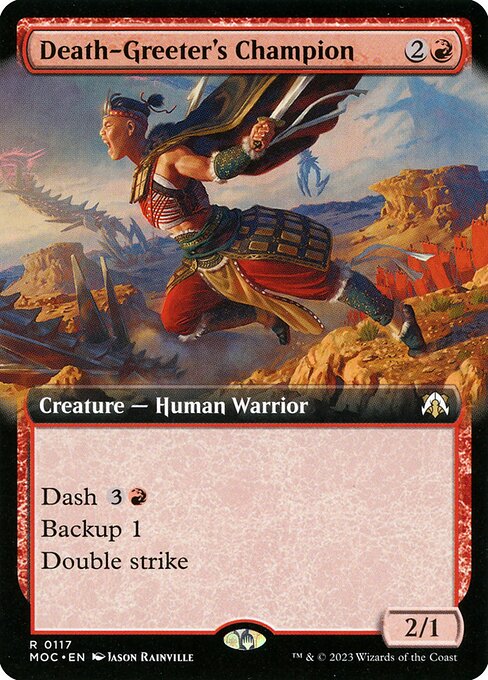 Death-Greeter's Champion 2
Creature — Human Warrior
Dash 3
Backup 1
Double strike
2/1
R 0117
MOC • EN Jason Rainville
™ & © 2023 Wizards of the Coast